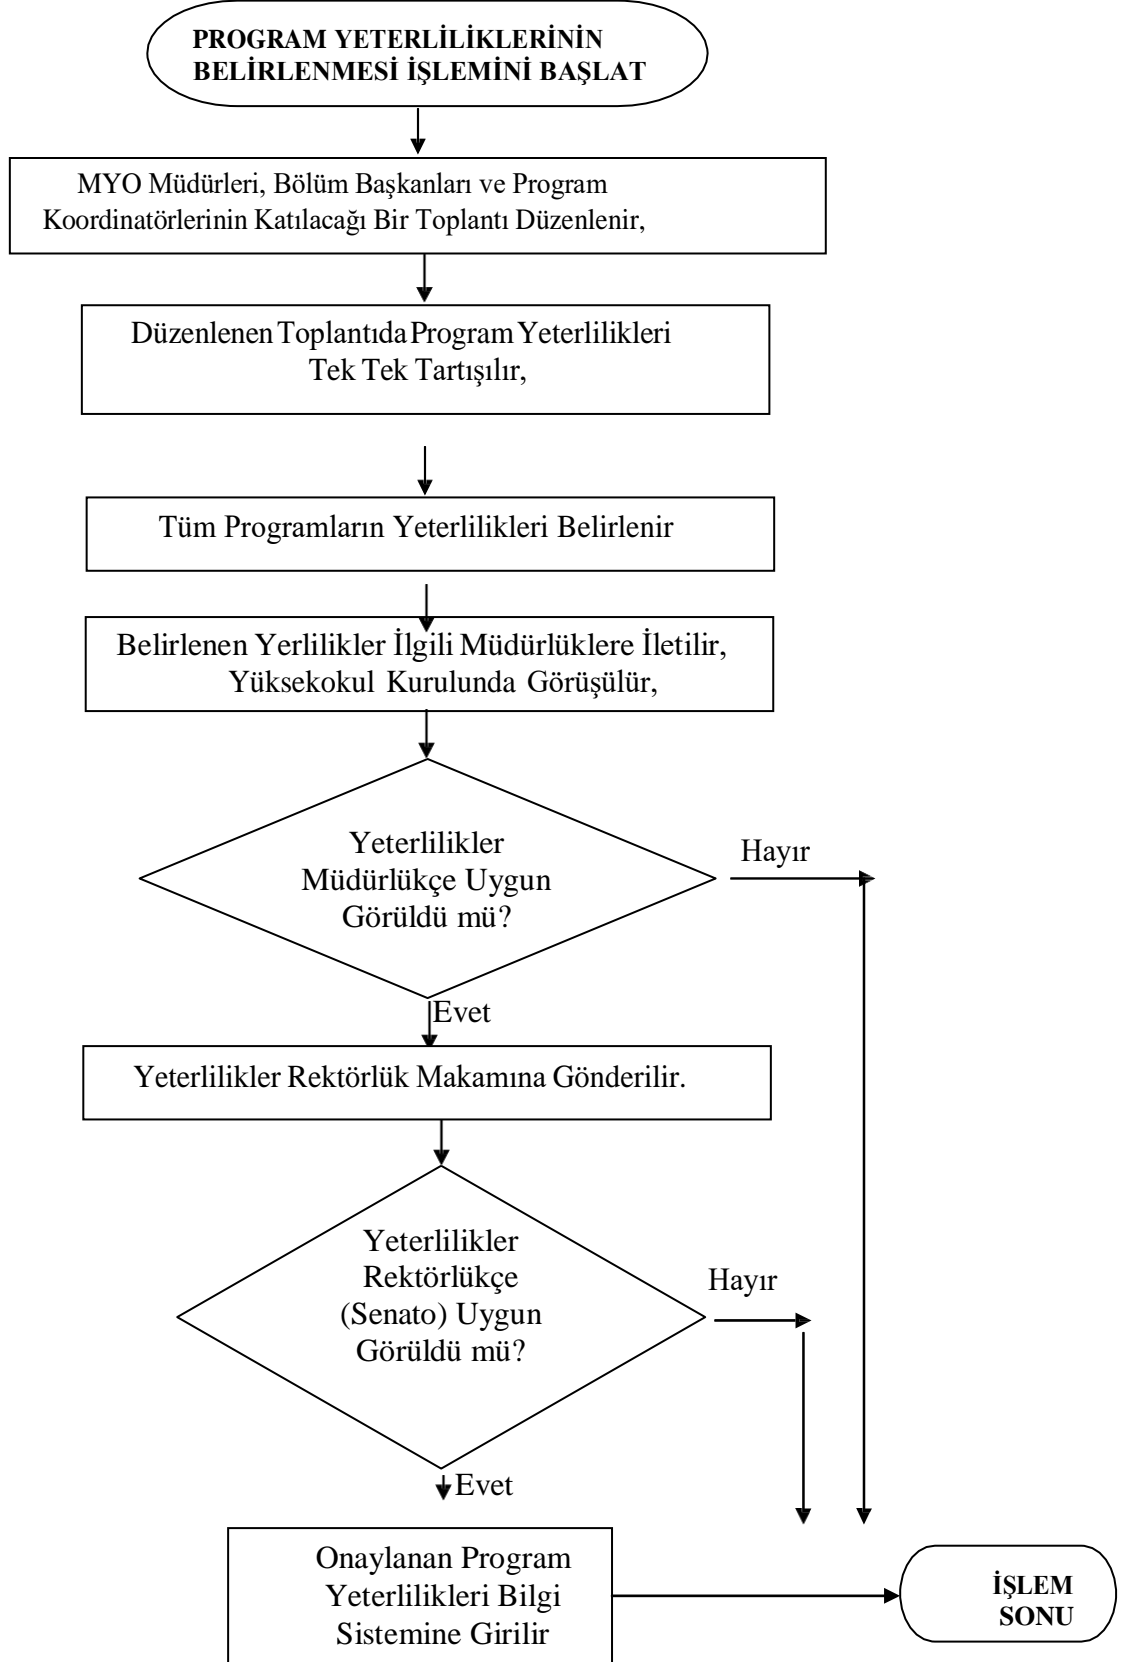 PROGRAM YETERLİLİKLERİNİN
BELİRLENMESİ İŞLEMİNİ BAŞLAT
MYO Müdürleri, Bölüm Başkanları ve Program
Koordinatörlerinin Katılacağı Bir Toplantı Düzenlenir,
Düzenlenen Toplantıda Program Yeterlilikleri
Tek Tek Tartışılır,
Tüm Programların Yeterlilikleri Belirlenir
Belirlenen Yerlilikler İlgili Müdürlüklere İletilir,
Yüksekokul Kurulunda Görüşülür,
Yeterlilikler
Müdürlükçe Uygun
Görüldü mü?
Hayır
Evet
Yeterlilikler Rektörlük Makamına Gönderilir.
Yeterlilikler
Rektörlükçe
(Senato) Uygun
Görüldü mü?
Hayır
Evet
Onaylanan Program
Yeterlilikleri Bilgi
Sistemine Girilir
İŞLEM
SONU